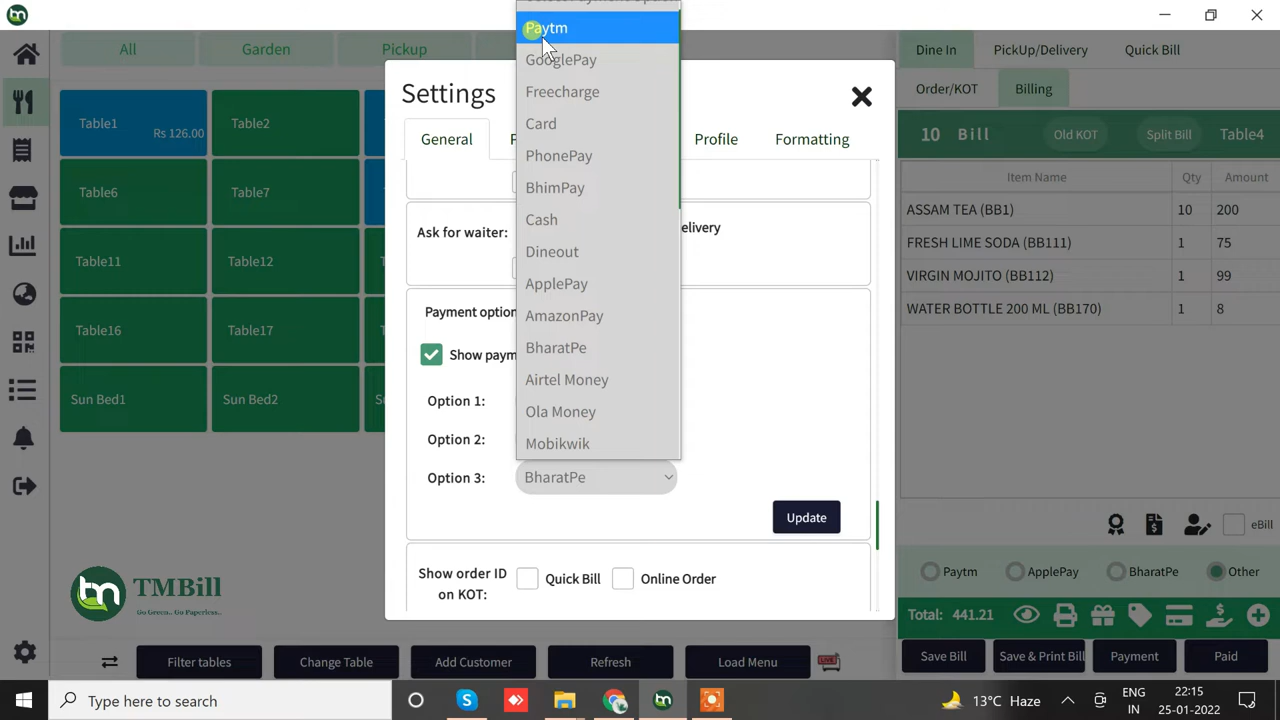 All
Garden
Pickup
Table1
Rs 126.00
Table2
Table6
Table7
Table11
Table12
Table16
Table17
Sun Bed1
Sun Bed2
TMBill
Go Green.. Go Paperless..
Filter tables
Change Table
Add Customer
Refresh
Load Menu
LIVE
Settings
General
Profile
Formatting
Ask for waiter:
elivery
Payment option
Show paym
Option 1:
Option 2:
Option 3:
BharatPe
Update
Show order ID
on KOT:
Quick Bill
Online Order
Paytm
GooglePay
Freecharge
Card
PhonePay
BhimPay
Cash
Dineout
ApplePay
AmazonPay
BharatPe
Airtel Money
Ola Money
Mobikwik
Dine In
PickUp/Delivery
Quick Bill
Order/KOT
Billing
10 Bill
Old KOT
Split Bill
Table4
Item Name
Qty
Amount
ASSAM TEA (BB1) 10 200
FRESH LIME SODA (BB111) 1 75
VIRGIN MOJITO (BB112) 1 99
WATER BOTTLE 200 ML (BB170) 1 8
eBill
Paytm
ApplePay
BharatPe
Other
Total: 441.21
Save Bill
Save & Print Bill
Payment
Paid
Type here to search
13°C Haze
ENG
IN
22:15
25-01-2022